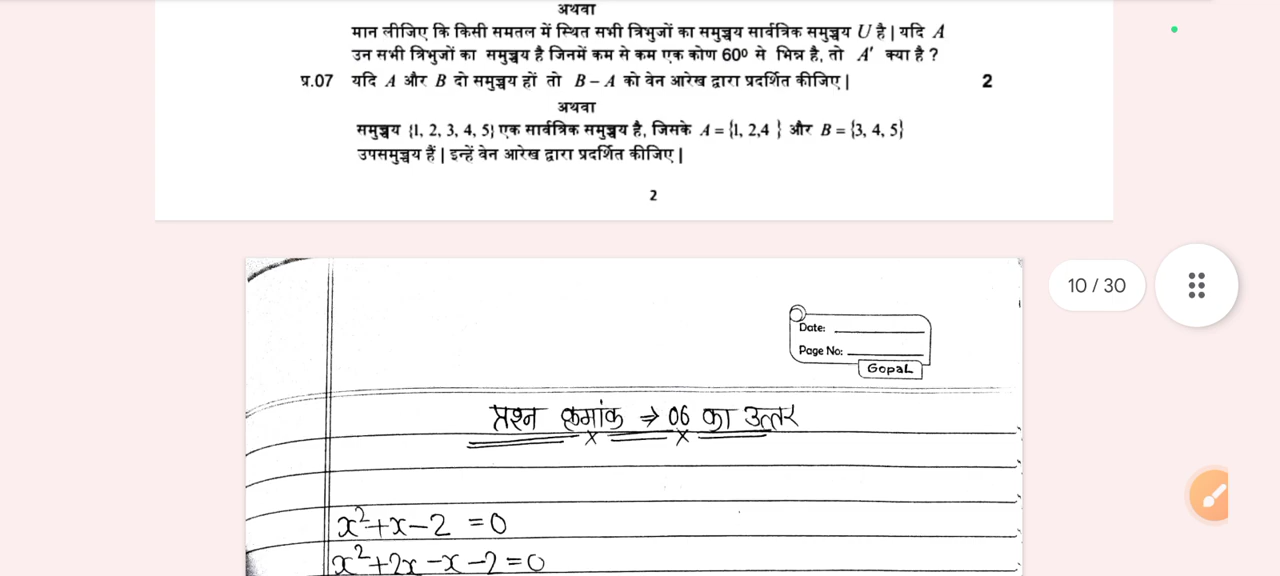 अथवा
मान लीजिए कि किसी समतल में स्थित सभी त्रिभुजों का समुच्चय सार्वत्रिक समुच्चय U है | यदि A
उन सभी त्रिभुजों का समुच्चय है जिनमें कम से कम एक कोण 60⁰ से भिन्न है, तो A′ क्या है ?
प्र.07 यदि A और B दो समुच्चय हों तो B – A को वेन आरेख द्वारा प्रदर्शित कीजिए | 2
अथवा
समुच्चय {1, 2, 3, 4, 5} एक सार्वत्रिक समुच्चय है, जिसके A = {1, 2,4 } और B = {3, 4, 5}
उपसमुच्चय हैं | इन्हें वेन आरेख द्वारा प्रदर्शित कीजिए |
2
10 / 30
Date:
Page No:
GopaL
प्रश्न क्रमांक ⇒ 06 का उत्तर
x² + x – 2 = 0
x² + 2x – x – 2 = 0